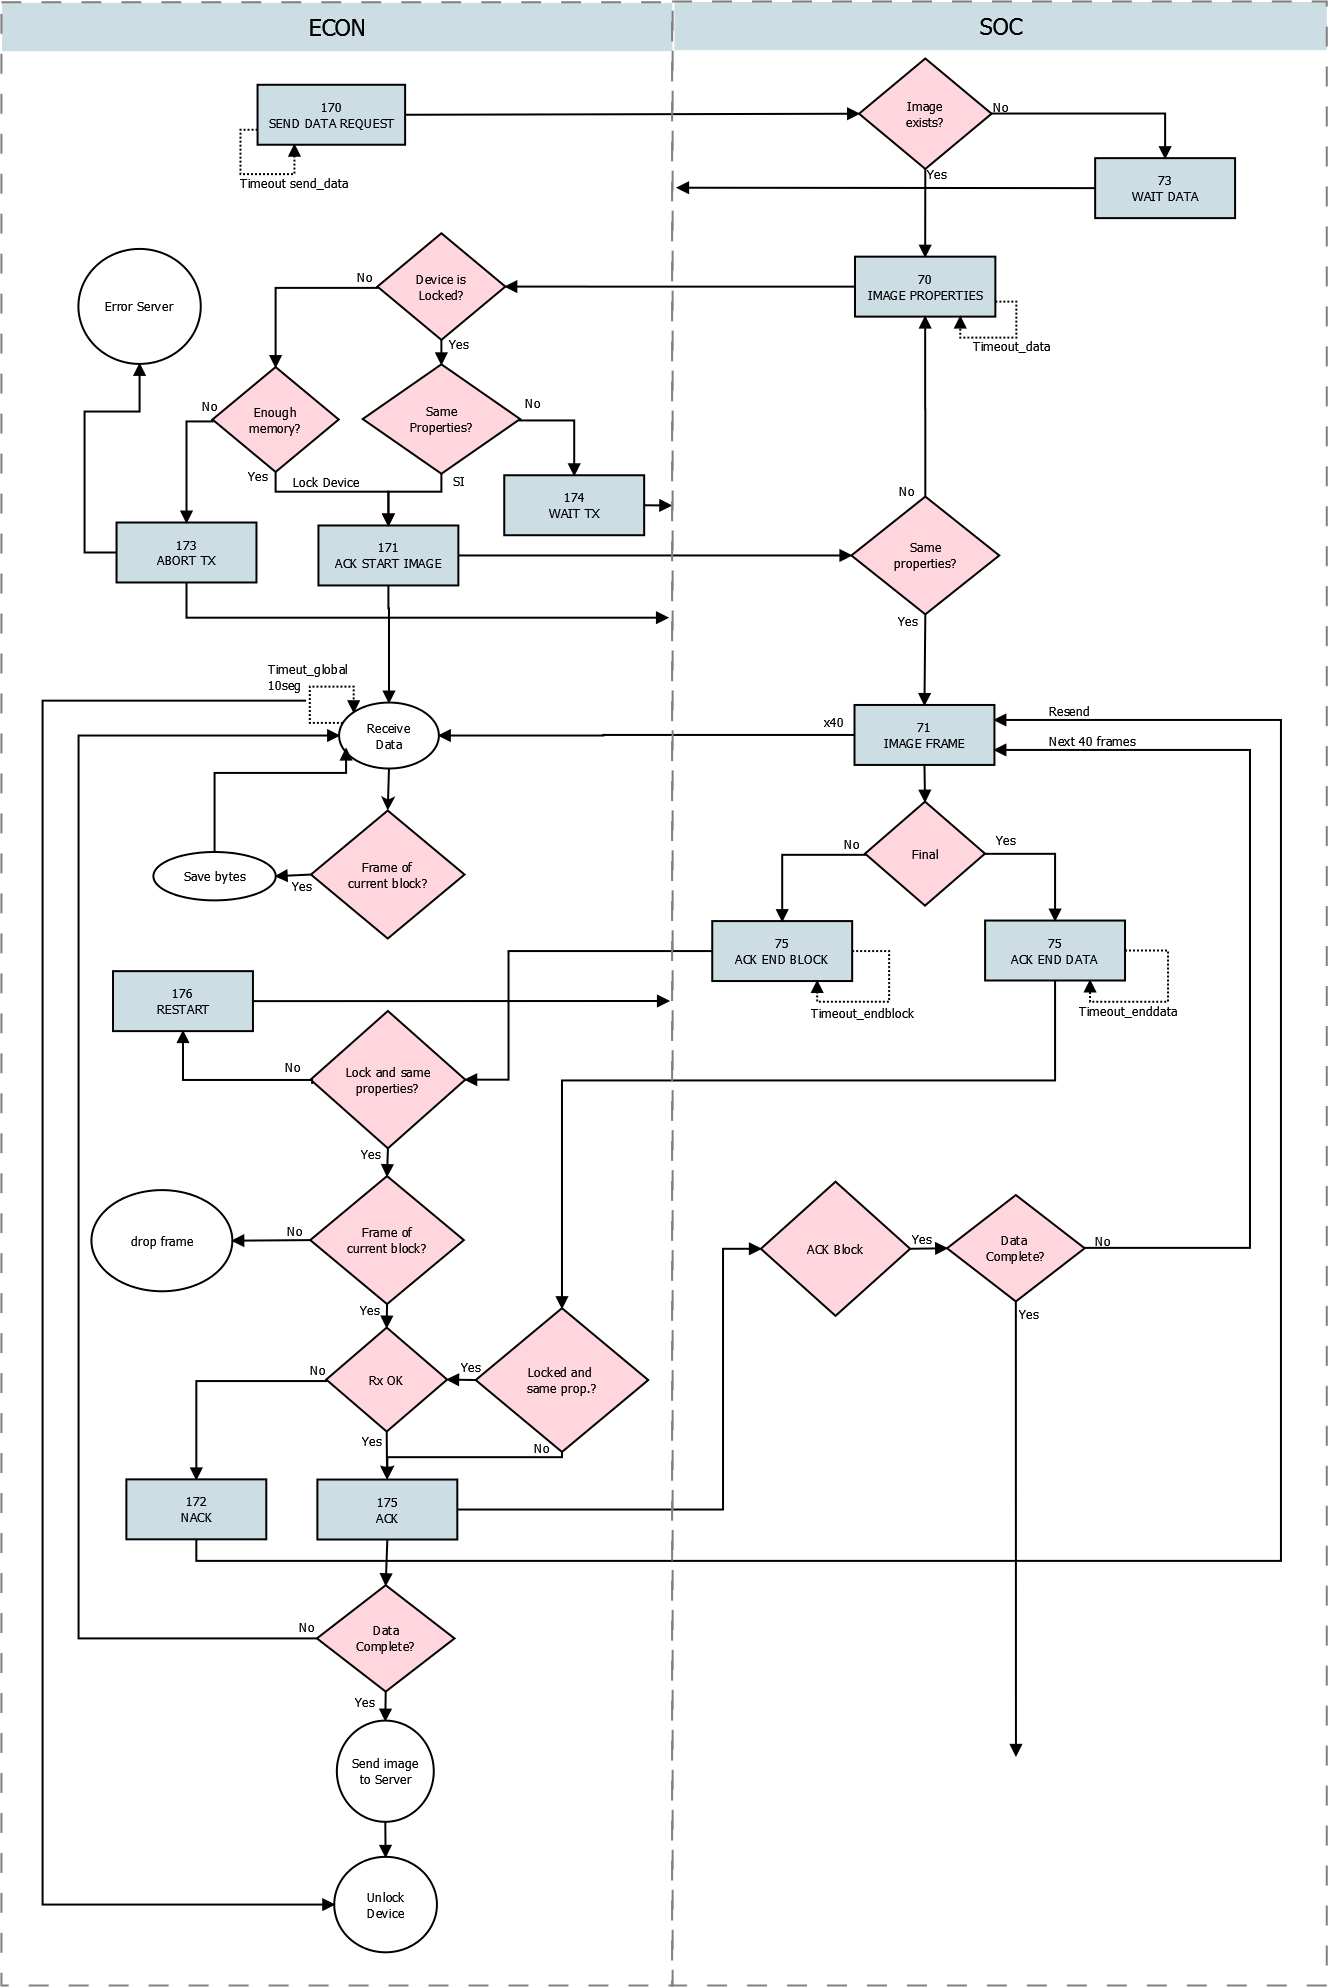 ECON
SOC
170
SEND DATA REQUEST
Timeout send_data
Image
exists?
No
Yes
73
WAIT DATA
Error Server
No
Device is
Locked?
Yes
70
IMAGE PROPERTIES
Timeout_data
No
Enough
memory?
Yes
Lock Device
Same
Properties?
No
SI
174
WAIT TX
173
ABORT TX
171
ACK START IMAGE
No
Same
properties?
Yes
Timeut_global
10seg
Receive
Data
x40
71
IMAGE FRAME
Resend
Next 40 frames
Save bytes
Yes
Frame of
current block?
No
Final
Yes
75
ACK END BLOCK
Timeout_endblock
75
ACK END DATA
Timeout_enddata
176
RESTART
No
Lock and same
properties?
Yes
drop frame
No
Frame of
current block?
Yes
ACK Block
Yes
Data
Complete?
No
Yes
No
Rx OK
Yes
Yes
Locked and
same prop.?
No
172
NACK
175
ACK
No
Data
Complete?
Yes
Send image
to Server
Unlock
Device